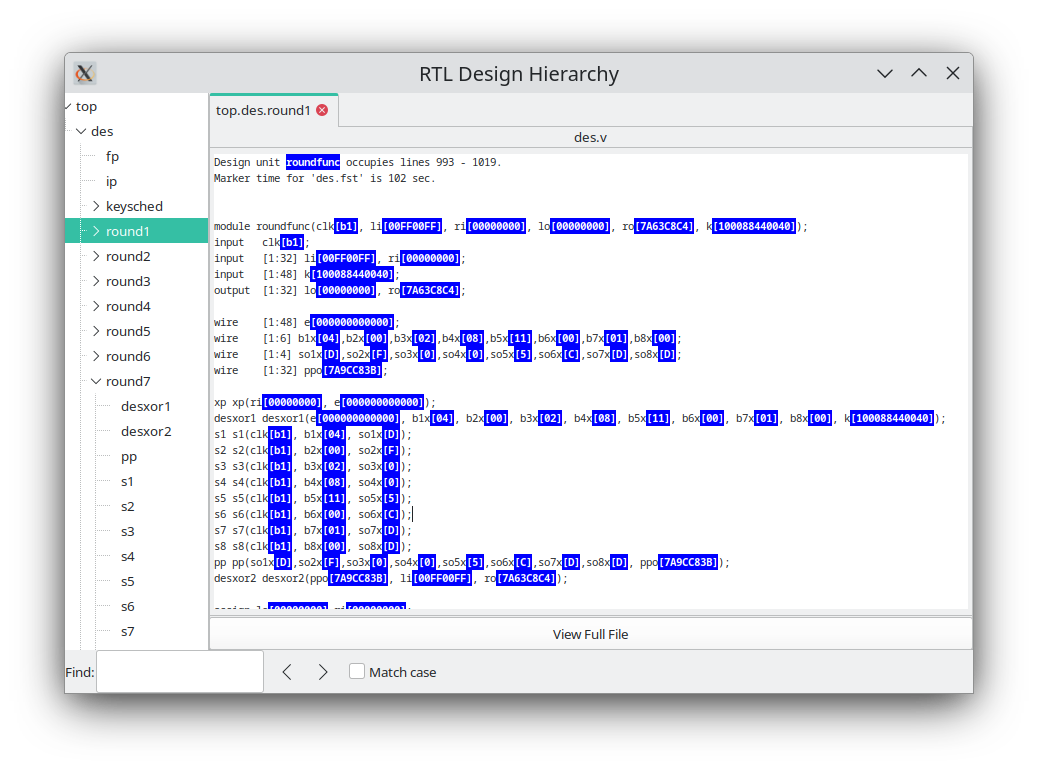 RTL Design Hierarchy
top
des
fp
ip
keysched
round1
round2
round3
round4
round5
round6
round7
desxor1
desxor2
pp
s1
s2
s3
s4
s5
s6
s7
top.des.round1
des.v
Design unit roundfunc occupies lines 993 - 1019.
Marker time for 'des.fst' is 102 sec.
module roundfunc(clk[b1], li[00FF00FF], ri[00000000], lo[00000000], ro[7A63C8C4], k[100088440040]);
input clk[b1];
input [1:32] li[00FF00FF], ri[00000000];
input [1:48] k[100088440040];
output [1:32] lo[00000000], ro[7A63C8C4];
wire [1:48] e[000000000000];
wire [1:6] b1x[04],b2x[00],b3x[02],b4x[08],b5x[11],b6x[00],b7x[01],b8x[00];
wire [1:4] so1x[D],so2x[F],so3x[0],so4x[0],so5x[5],so6x[C],so7x[D],so8x[D];
wire [1:32] ppo[7A9CC83B];
xp xp(ri[00000000], e[000000000000]);
desxor1 desxor1(e[000000000000], b1x[04], b2x[00], b3x[02], b4x[08], b5x[11], b6x[00], b7x[01], b8x[00], k[100088440040]);
s1 s1(clk[b1], b1x[04], so1x[D]);
s2 s2(clk[b1], b2x[00], so2x[F]);
s3 s3(clk[b1], b3x[02], so3x[0]);
s4 s4(clk[b1], b4x[08], so4x[0]);
s5 s5(clk[b1], b5x[11], so5x[5]);
s6 s6(clk[b1], b6x[00], so6x[C]);
s7 s7(clk[b1], b7x[01], so7x[D]);
s8 s8(clk[b1], b8x[00], so8x[D]);
pp pp(so1x[D],so2x[F],so3x[0],so4x[0],so5x[5],so6x[C],so7x[D],so8x[D], ppo[7A9CC83B]);
desxor2 desxor2(ppo[7A9CC83B], li[00FF00FF], ro[7A63C8C4]);
View Full File
Find:
Match case